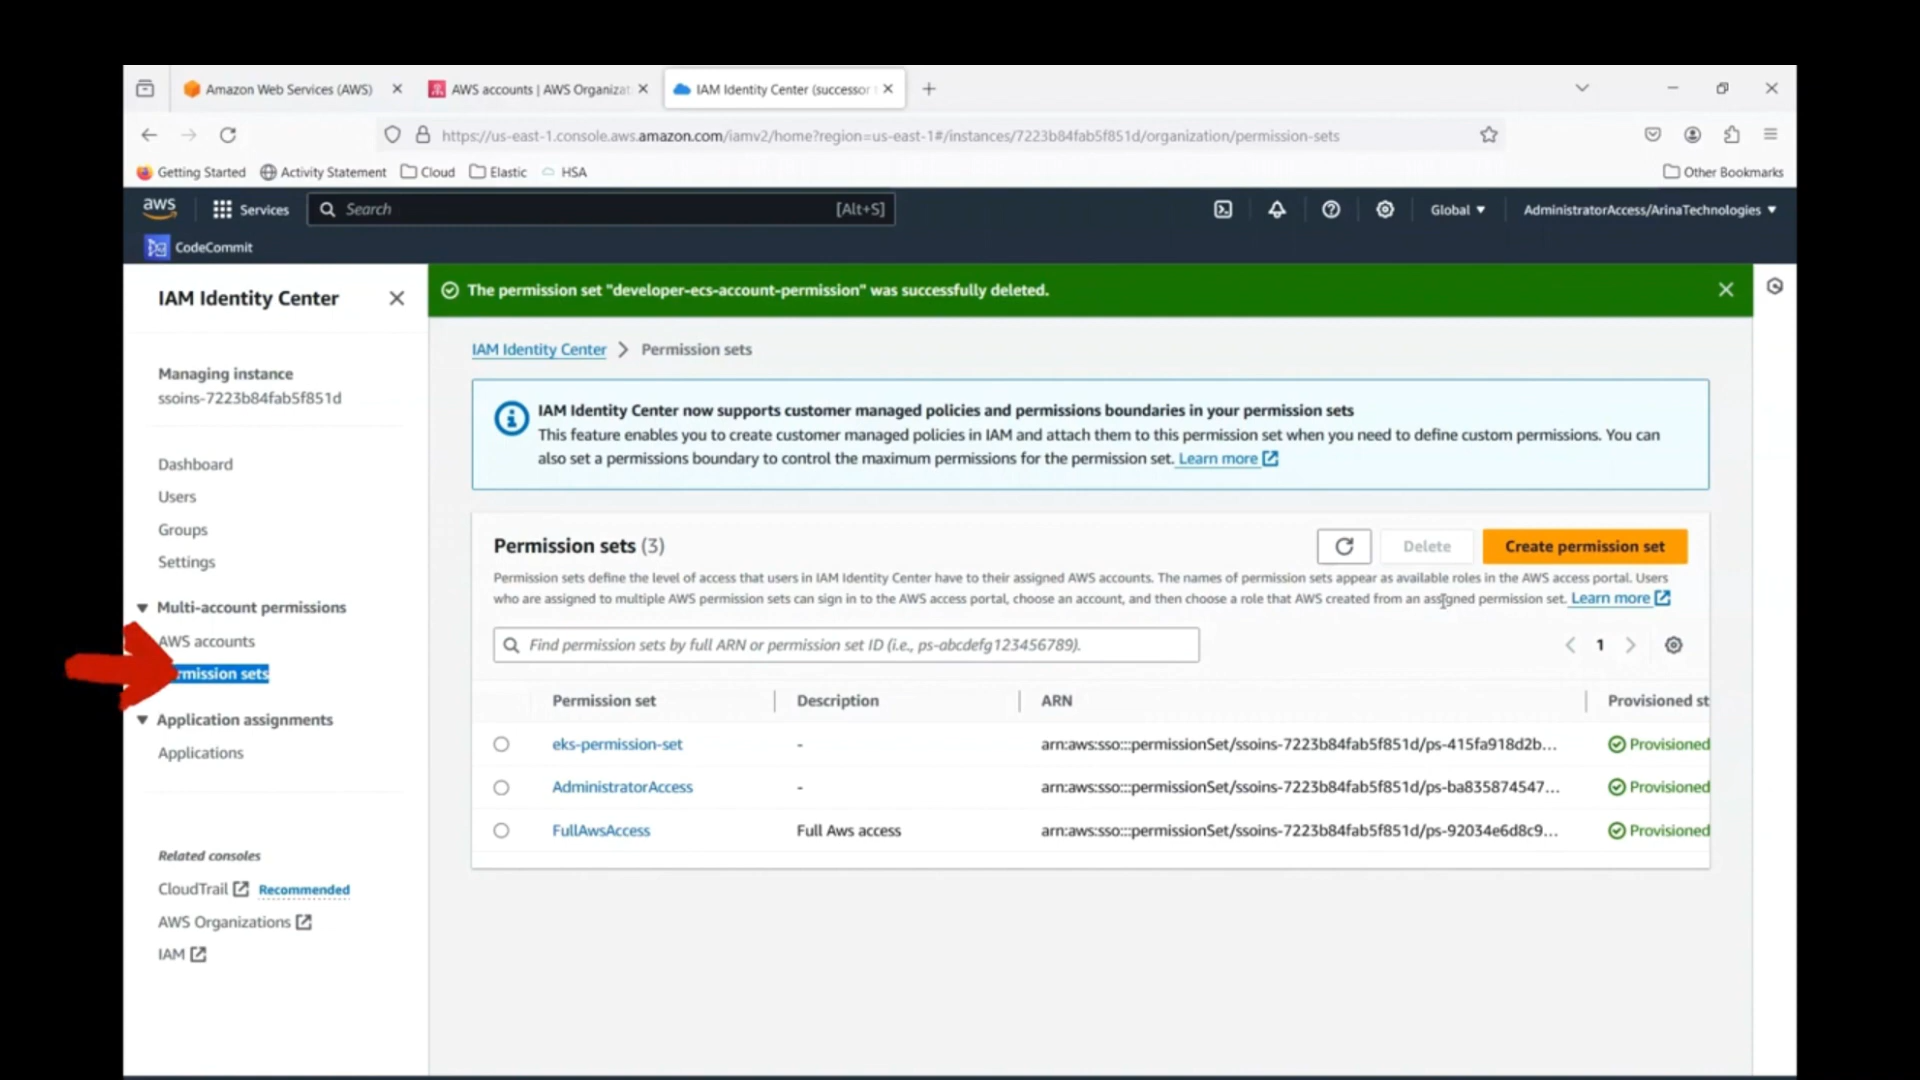 Amazon Web Services (AWS)
AWS accounts | AWS Organizat
IAM Identity Center (successor
https://us-east-1.console.aws.amazon.com/iamv2/home?region=us-east-1#/instances/7223b84fab5f851d/organization/permission-sets
Getting Started Activity Statement Cloud Elastic HSA Other Bookmarks
aws Services Search [Alt+S] Global AdministratorAccess/ArinaTechnologies
CodeCommit
IAM Identity Center
Managing instance
ssoins-7223b84fab5f851d
Dashboard
Users
Groups
Settings
Multi-account permissions
AWS accounts
rmission sets
Application assignments
Applications
Related consoles
CloudTrail Recommended
AWS Organizations
IAM
The permission set "developer-ecs-account-permission" was successfully deleted.
IAM Identity Center > Permission sets
IAM Identity Center now supports customer managed policies and permissions boundaries in your permission sets
This feature enables you to create customer managed policies in IAM and attach them to this permission set when you need to define custom permissions. You can
also set a permissions boundary to control the maximum permissions for the permission set. Learn more
Permission sets (3) Delete Create permission set
Permission sets define the level of access that users in IAM Identity Center have to their assigned AWS accounts. The names of permission sets appear as available roles in the AWS access portal. Users
who are assigned to multiple AWS permission sets can sign in to the AWS access portal, choose an account, and then choose a role that AWS created from an assigned permission set. Learn more
Find permission sets by full ARN or permission set ID (i.e., ps-abcdefg123456789). 1
Permission set Description ARN Provisioned st
eks-permission-set - arn:aws:sso:::permissionSet/ssoins-7223b84fab5f851d/ps-415fa918d2b... Provisioned
AdministratorAccess - arn:aws:sso:::permissionSet/ssoins-7223b84fab5f851d/ps-ba835874547... Provisioned
FullAwsAccess Full Aws access arn:aws:sso:::permissionSet/ssoins-7223b84fab5f851d/ps-92034e6d8c9... Provisioned